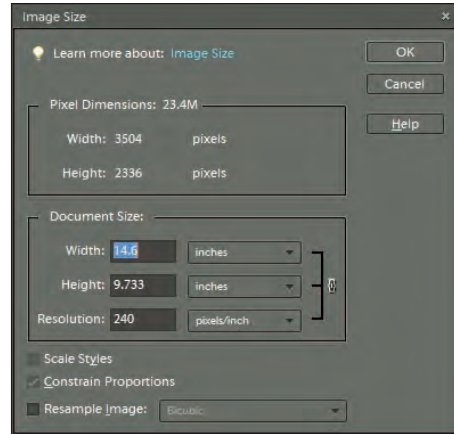 Image Size
Learn more about: Image Size
OK
Cancel
Help
Pixel Dimensions: 23.4M
Width: 3504 pixels
Height: 2336 pixels
Document Size:
Width: 14.6 inches
Height: 9.733 inches
Resolution: 240 pixels/inch
Scale Styles
Constrain Proportions
Resample Image: Bicubic